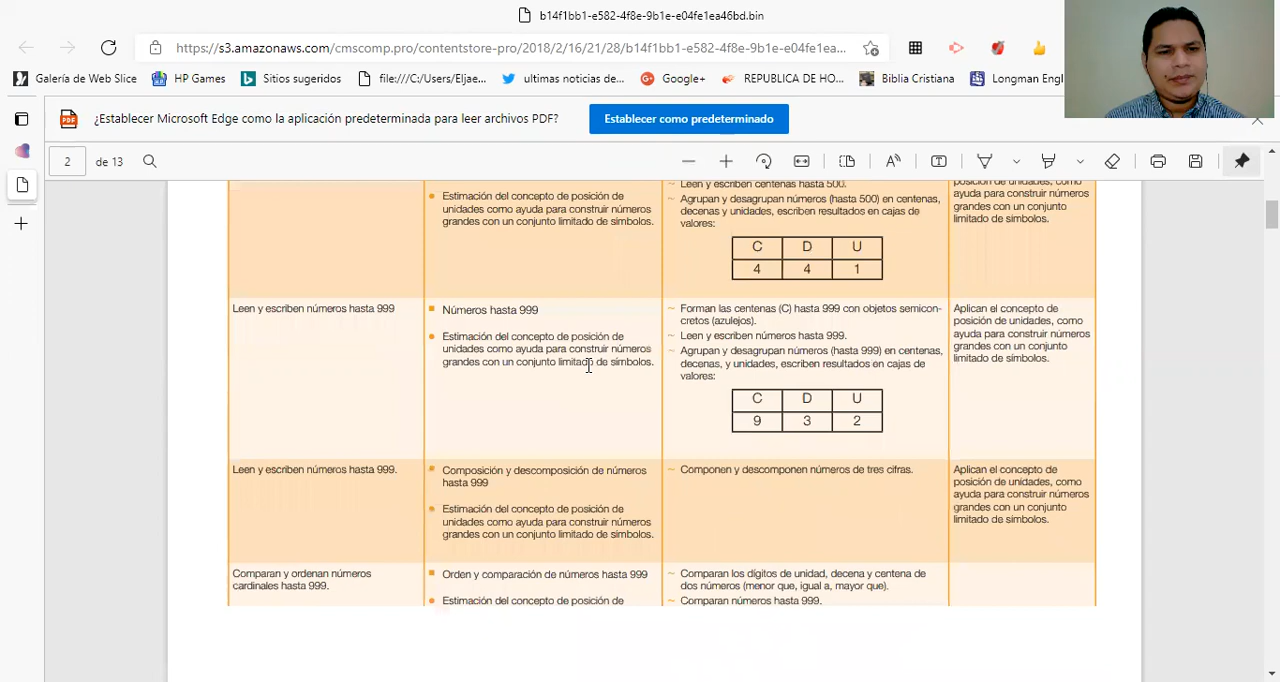 b14f1bb1-e582-4f8e-9b1e-e04fe1ea46bd.bin
https://s3.amazonaws.com/cmscomp.pro/contentstore-pro/2018/2/16/21/28/b14f1bb1-e582-4f8e-9b1e-e04fe1ea...
Galería de Web Slice
HP Games
Sitios sugeridos
file:///C:/Users/Eljae...
ultimas noticias de...
Google+
REPUBLICA DE HO...
Biblia Cristiana
Longman Engl
PDF
¿Establecer Microsoft Edge como la aplicación predeterminada para leer archivos PDF?
Establecer como predeterminado
2
de 13
Estimación del concepto de posición de
unidades como ayuda para construir números
grandes con un conjunto limitado de símbolos.
~ Leen y escriben centenas hasta 500.
~ Agrupan y desagrupan números (hasta 500) en centenas,
decenas y unidades, escriben resultados en cajas de
valores:
C D U
4 4 1
posición de unidades, como
ayuda para construir números
grandes con un conjunto
limitado de símbolos.
Leen y escriben números hasta 999
Números hasta 999
Estimación del concepto de posición de
unidades como ayuda para construir números
grandes con un conjunto limitado de símbolos.
~ Forman las centenas (C) hasta 999 con objetos semicon-
cretos (azulejos).
~ Leen y escriben números hasta 999.
~ Agrupan y desagrupan números (hasta 999) en centenas,
decenas, y unidades, escriben resultados en cajas de
valores:
C D U
9 3 2
Aplican el concepto de
posición de unidades, como
ayuda para construir números
grandes con un conjunto
limitado de símbolos.
Leen y escriben números hasta 999.
Composición y descomposición de números
hasta 999
Estimación del concepto de posición de
unidades como ayuda para construir números
grandes con un conjunto limitado de símbolos.
~ Componen y descomponen números de tres cifras.
Aplican el concepto de
posición de unidades, como
ayuda para construir números
grandes con un conjunto
limitado de símbolos.
Comparan y ordenan números
cardinales hasta 999.
Orden y comparación de números hasta 999
Estimación del concepto de posición de
~ Comparan los dígitos de unidad, decena y centena de
dos números (menor que, igual a, mayor que).
~ Comparan números hasta 999.